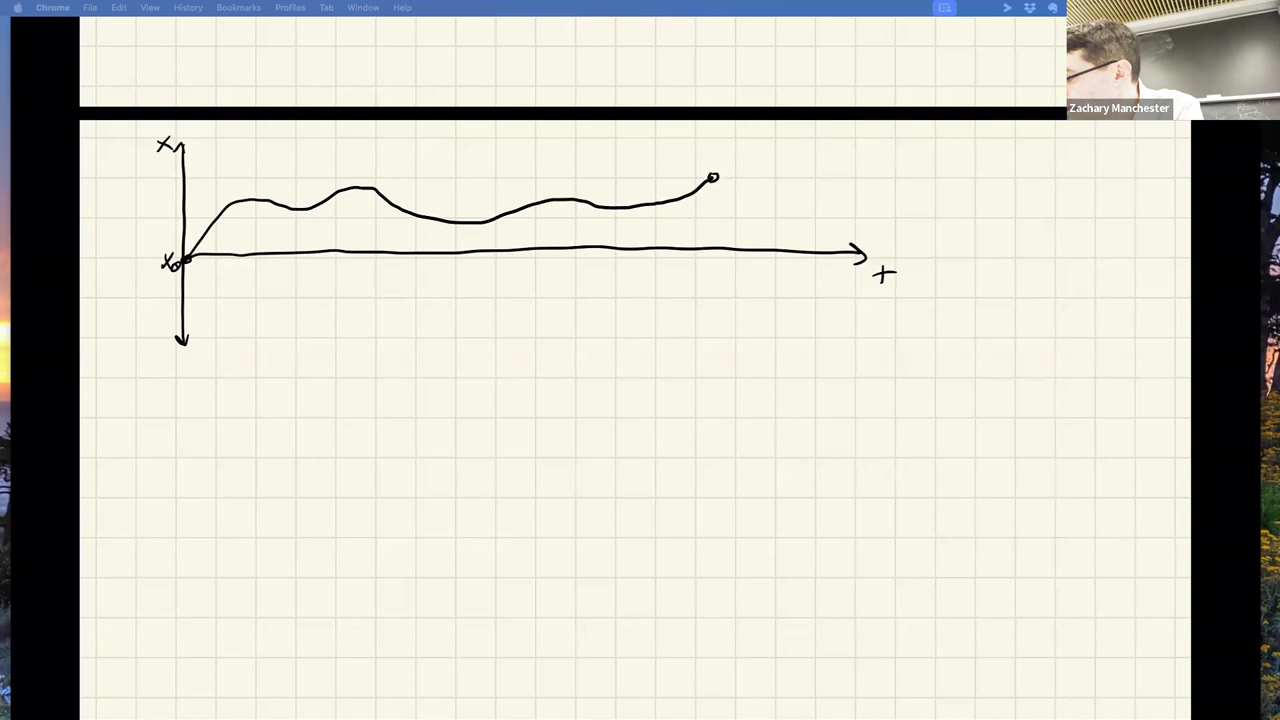 Chrome File Edit View History Bookmarks Profiles Tab Window Help
Zachary Manchester
x
x₀
t